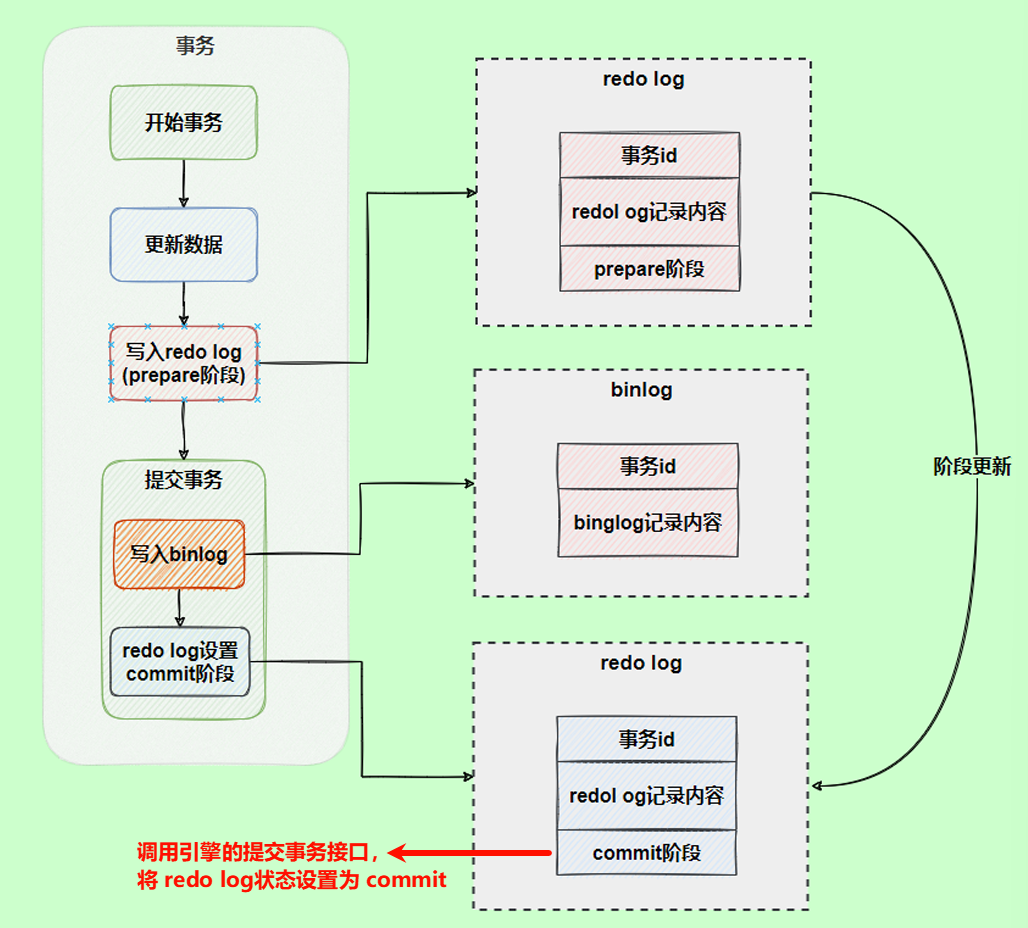 事务
开始事务
更新数据
写入redo log
(prepare阶段)
提交事务
写入binlog
redo log设置
commit阶段
redo log
事务id
redol og记录内容
prepare阶段
binlog
事务id
binglog记录内容
redo log
事务id
redol og记录内容
commit阶段
阶段更新
调用引擎的提交事务接口，
将 redo log状态设置为 commit